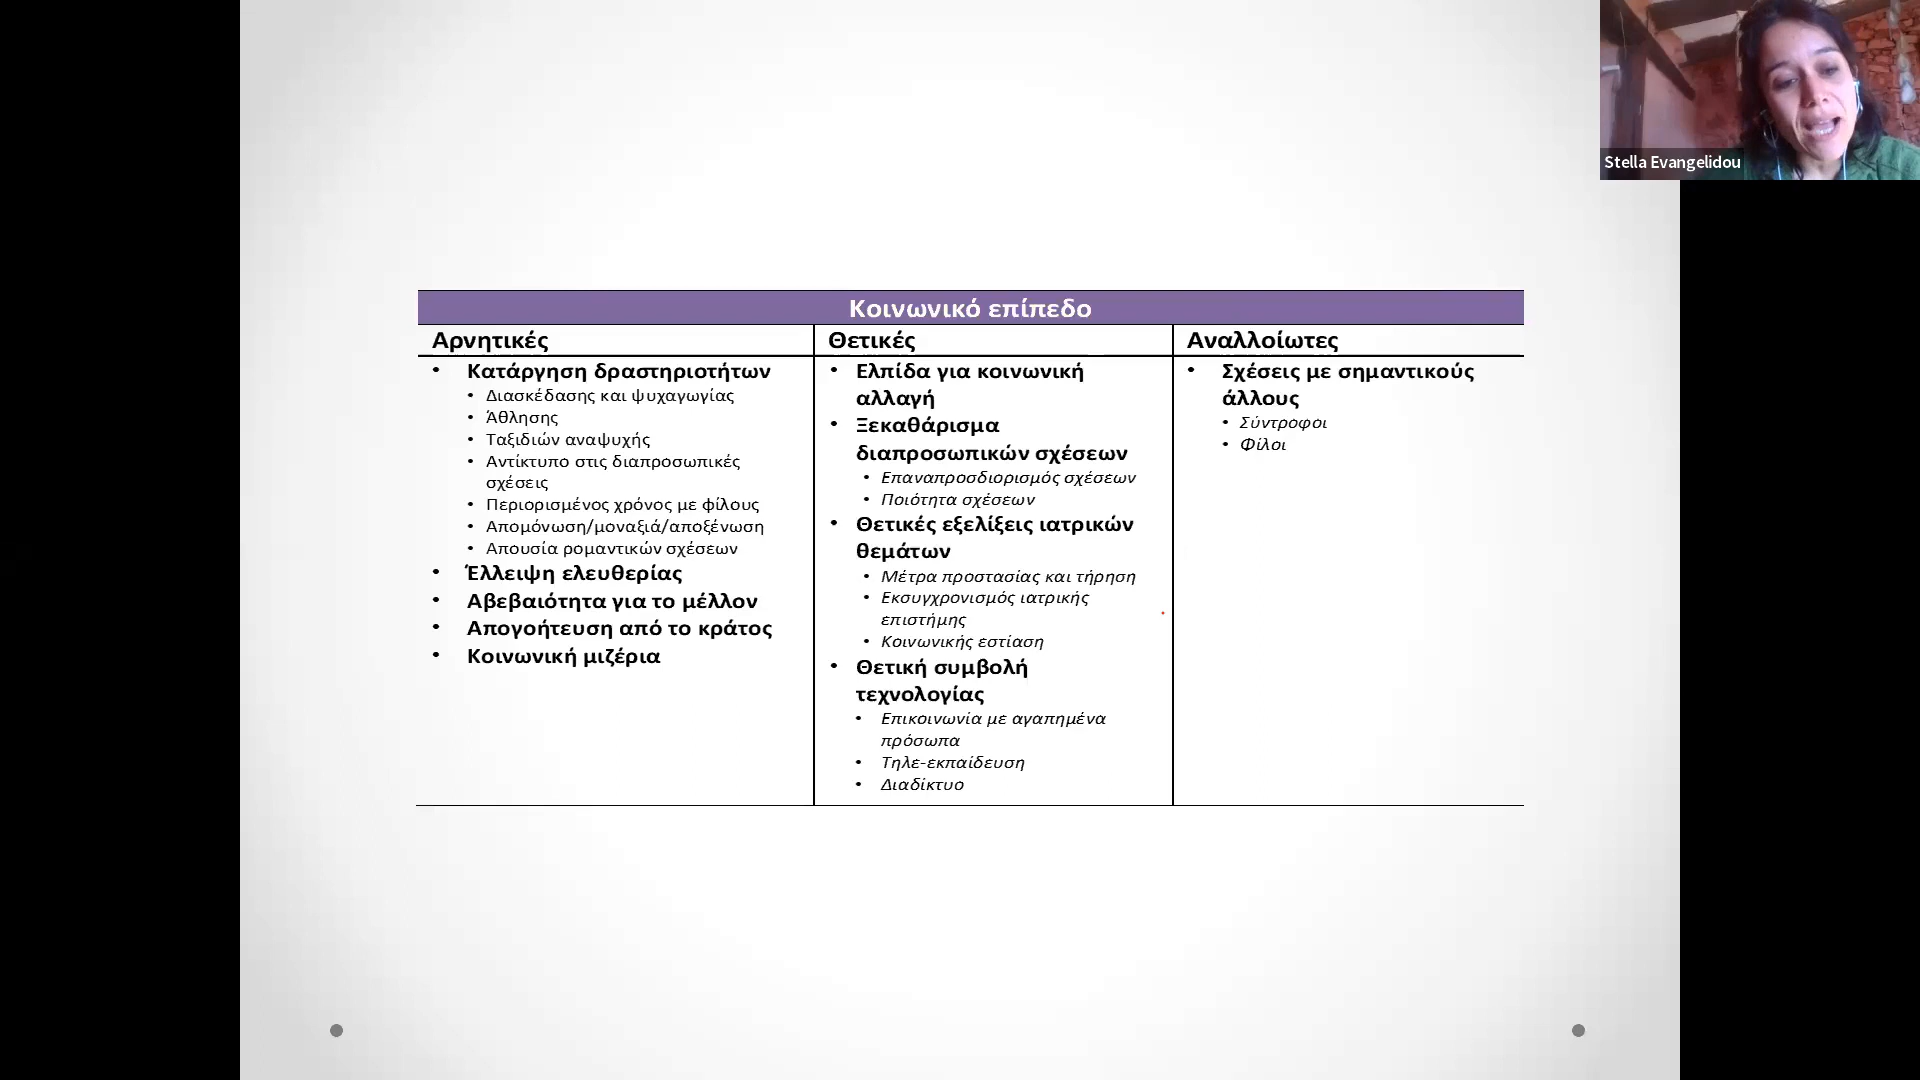 Stella Evangelidou
Κοινωνικό επίπεδο
Αρνητικές
• Κατάργηση δραστηριοτήτων
• Διασκέδασης και ψυχαγωγίας
• Άθλησης
• Ταξιδιών αναψυχής
• Αντίκτυπο στις διαπροσωπικές
σχέσεις
• Περιορισμένος χρόνος με φίλους
• Απομόνωση/μοναξιά/αποξένωση
• Απουσία ρομαντικών σχέσεων
• Έλλειψη ελευθερίας
• Αβεβαιότητα για το μέλλον
• Απογοήτευση από το κράτος
• Κοινωνική μιζέρια
Θετικές
• Ελπίδα για κοινωνική
αλλαγή
• Ξεκαθάρισμα
διαπροσωπικών σχέσεων
• Επαναπροσδιορισμός σχέσεων
• Ποιότητα σχέσεων
• Θετικές εξελίξεις ιατρικών
θεμάτων
• Μέτρα προστασίας και τήρηση
• Εκσυγχρονισμός ιατρικής
επιστήμης
• Κοινωνικής εστίαση
• Θετική συμβολή
τεχνολογίας
• Επικοινωνία με αγαπημένα
πρόσωπα
• Τηλε-εκπαίδευση
• Διαδίκτυο
Αναλλοίωτες
• Σχέσεις με σημαντικούς
άλλους
• Σύντροφοι
• Φίλοι